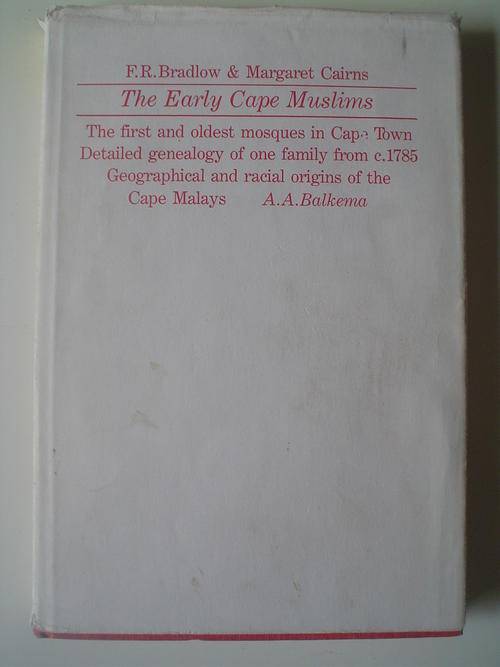 F.R.Bradlow & Margaret Cairns
The Early Cape Muslims
The first and oldest mosques in Cape Town
Detailed genealogy of one family from c.1785
Geographical and racial origins of the
Cape Malays A.A.Balkema